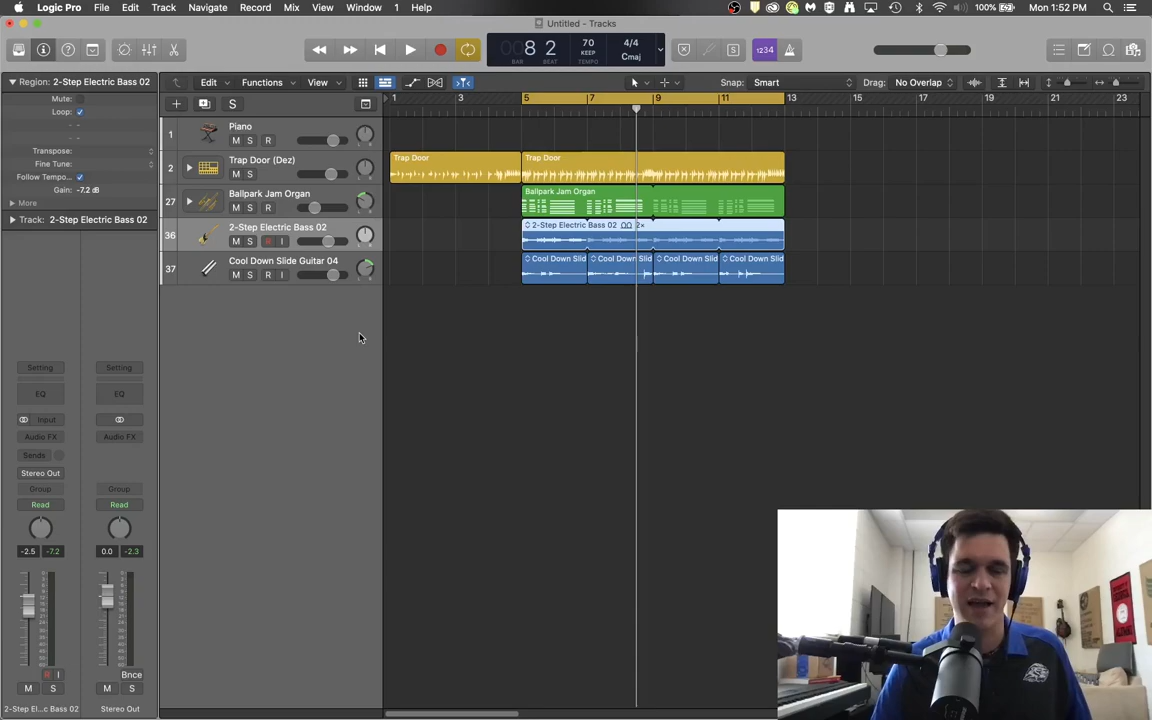 Logic Pro File Edit Track Navigate Record Mix View Window 1 Help
100% Mon 1:52 PM
Untitled - Tracks
008 2 70 4/4
BAR BEAT KEEP TEMPO Cmaj
1234
Region: 2-Step Electric Bass 02
Mute:
Loop:
Transpose:
Fine Tune:
Follow Tempo...
Gain: -7.2 dB
More
Track: 2-Step Electric Bass 02
Edit Functions View Snap: Smart Drag: No Overlap
1 3 5 7 9 11 13 15 17 19 21 23
1 Piano
M S R
2 Trap Door (Dez)
M S
27 Ballpark Jam Organ
M S R
36 2-Step Electric Bass 02
M S R I
37 Cool Down Slide Guitar 04
M S R I
Trap Door Trap Door
Ballpark Jam Organ
2-Step Electric Bass 02 2×
Cool Down Slid Cool Down Slid Cool Down Slid Cool Down Slid
Setting Setting
EQ EQ
Input
Audio FX Audio FX
Sends
Stereo Out
Group Group
Read Read
-2.5 -7.2 0.0 -2.3
R I Bnce
M S M S
2-Step El...c Bass 02 Stereo Out